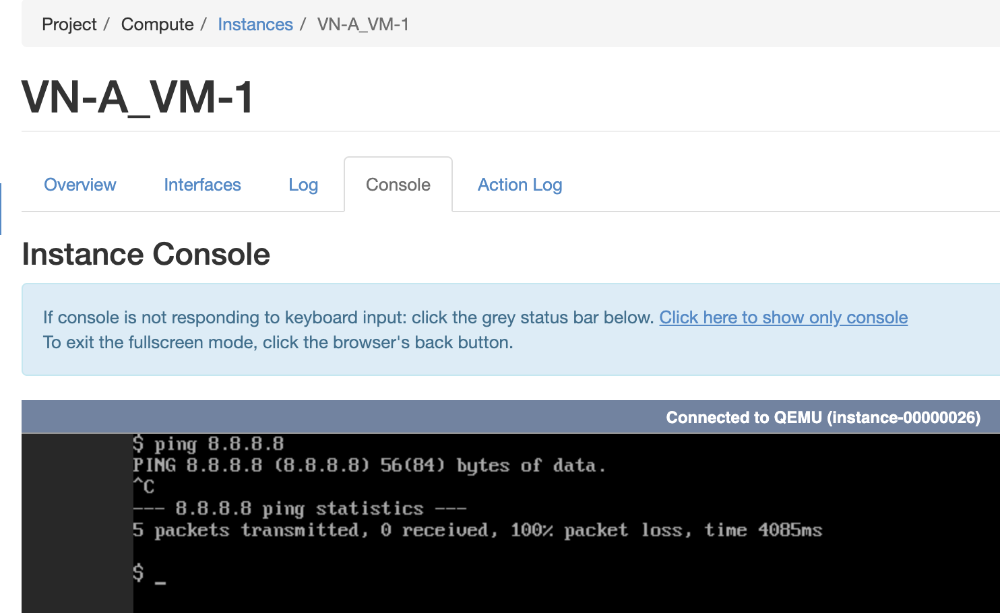 Project / Compute / Instances / VN-A_VM-1
VN-A_VM-1
Overview Interfaces Log Console Action Log
Instance Console
If console is not responding to keyboard input: click the grey status bar below. Click here to show only console
To exit the fullscreen mode, click the browser's back button.
Connected to QEMU (instance-00000026)
$ ping 8.8.8.8
PING 8.8.8.8 (8.8.8.8) 56(84) bytes of data.
^C
--- 8.8.8.8 ping statistics ---
5 packets transmitted, 0 received, 100% packet loss, time 4085ms
$ _